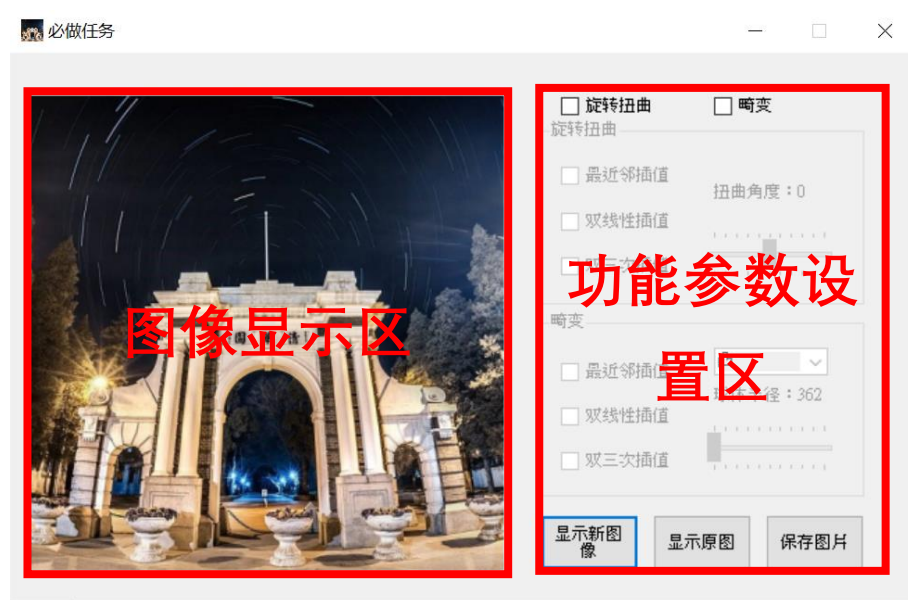 必做任务
旋转扭曲
畸变
旋转扭曲
最近邻插值
扭曲角度：0
双线性插值
功能参数设
置区
图像显示区
畸变
最近邻插值
径：362
双线性插值
双三次插值
显示新图
像
显示原图
保存图片